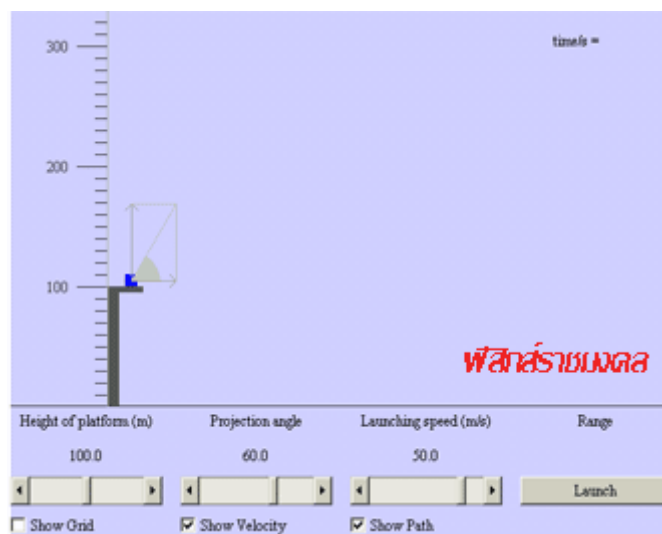 300
time/s =
200
100
ฟิสิกส์ราชมงคล
Height of platform (m) Projection angle Launching speed (m/s) Range
100.0 60.0 50.0
Launch
Show Grid Show Velocity Show Path